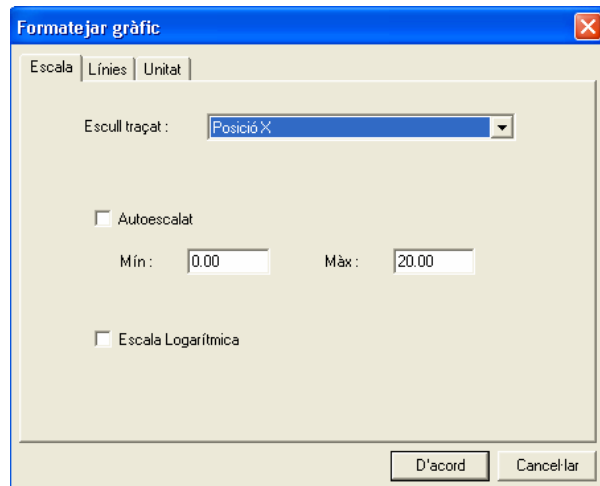 Formatejar gràfic
Escala Línies Unitat
Escull traçat : Posició X
Autoescalat
Mín : 0.00 Màx : 20.00
Escala Logarítmica
D'acord Cancel·lar